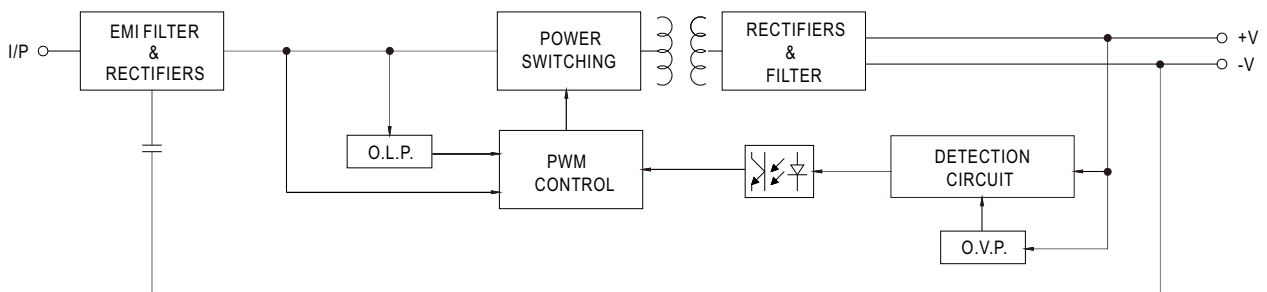 I/P
EMI FILTER
&
RECTIFIERS
POWER
SWITCHING
RECTIFIERS
&
FILTER
+V
-V
O.L.P.
PWM
CONTROL
DETECTION
CIRCUIT
O.V.P.